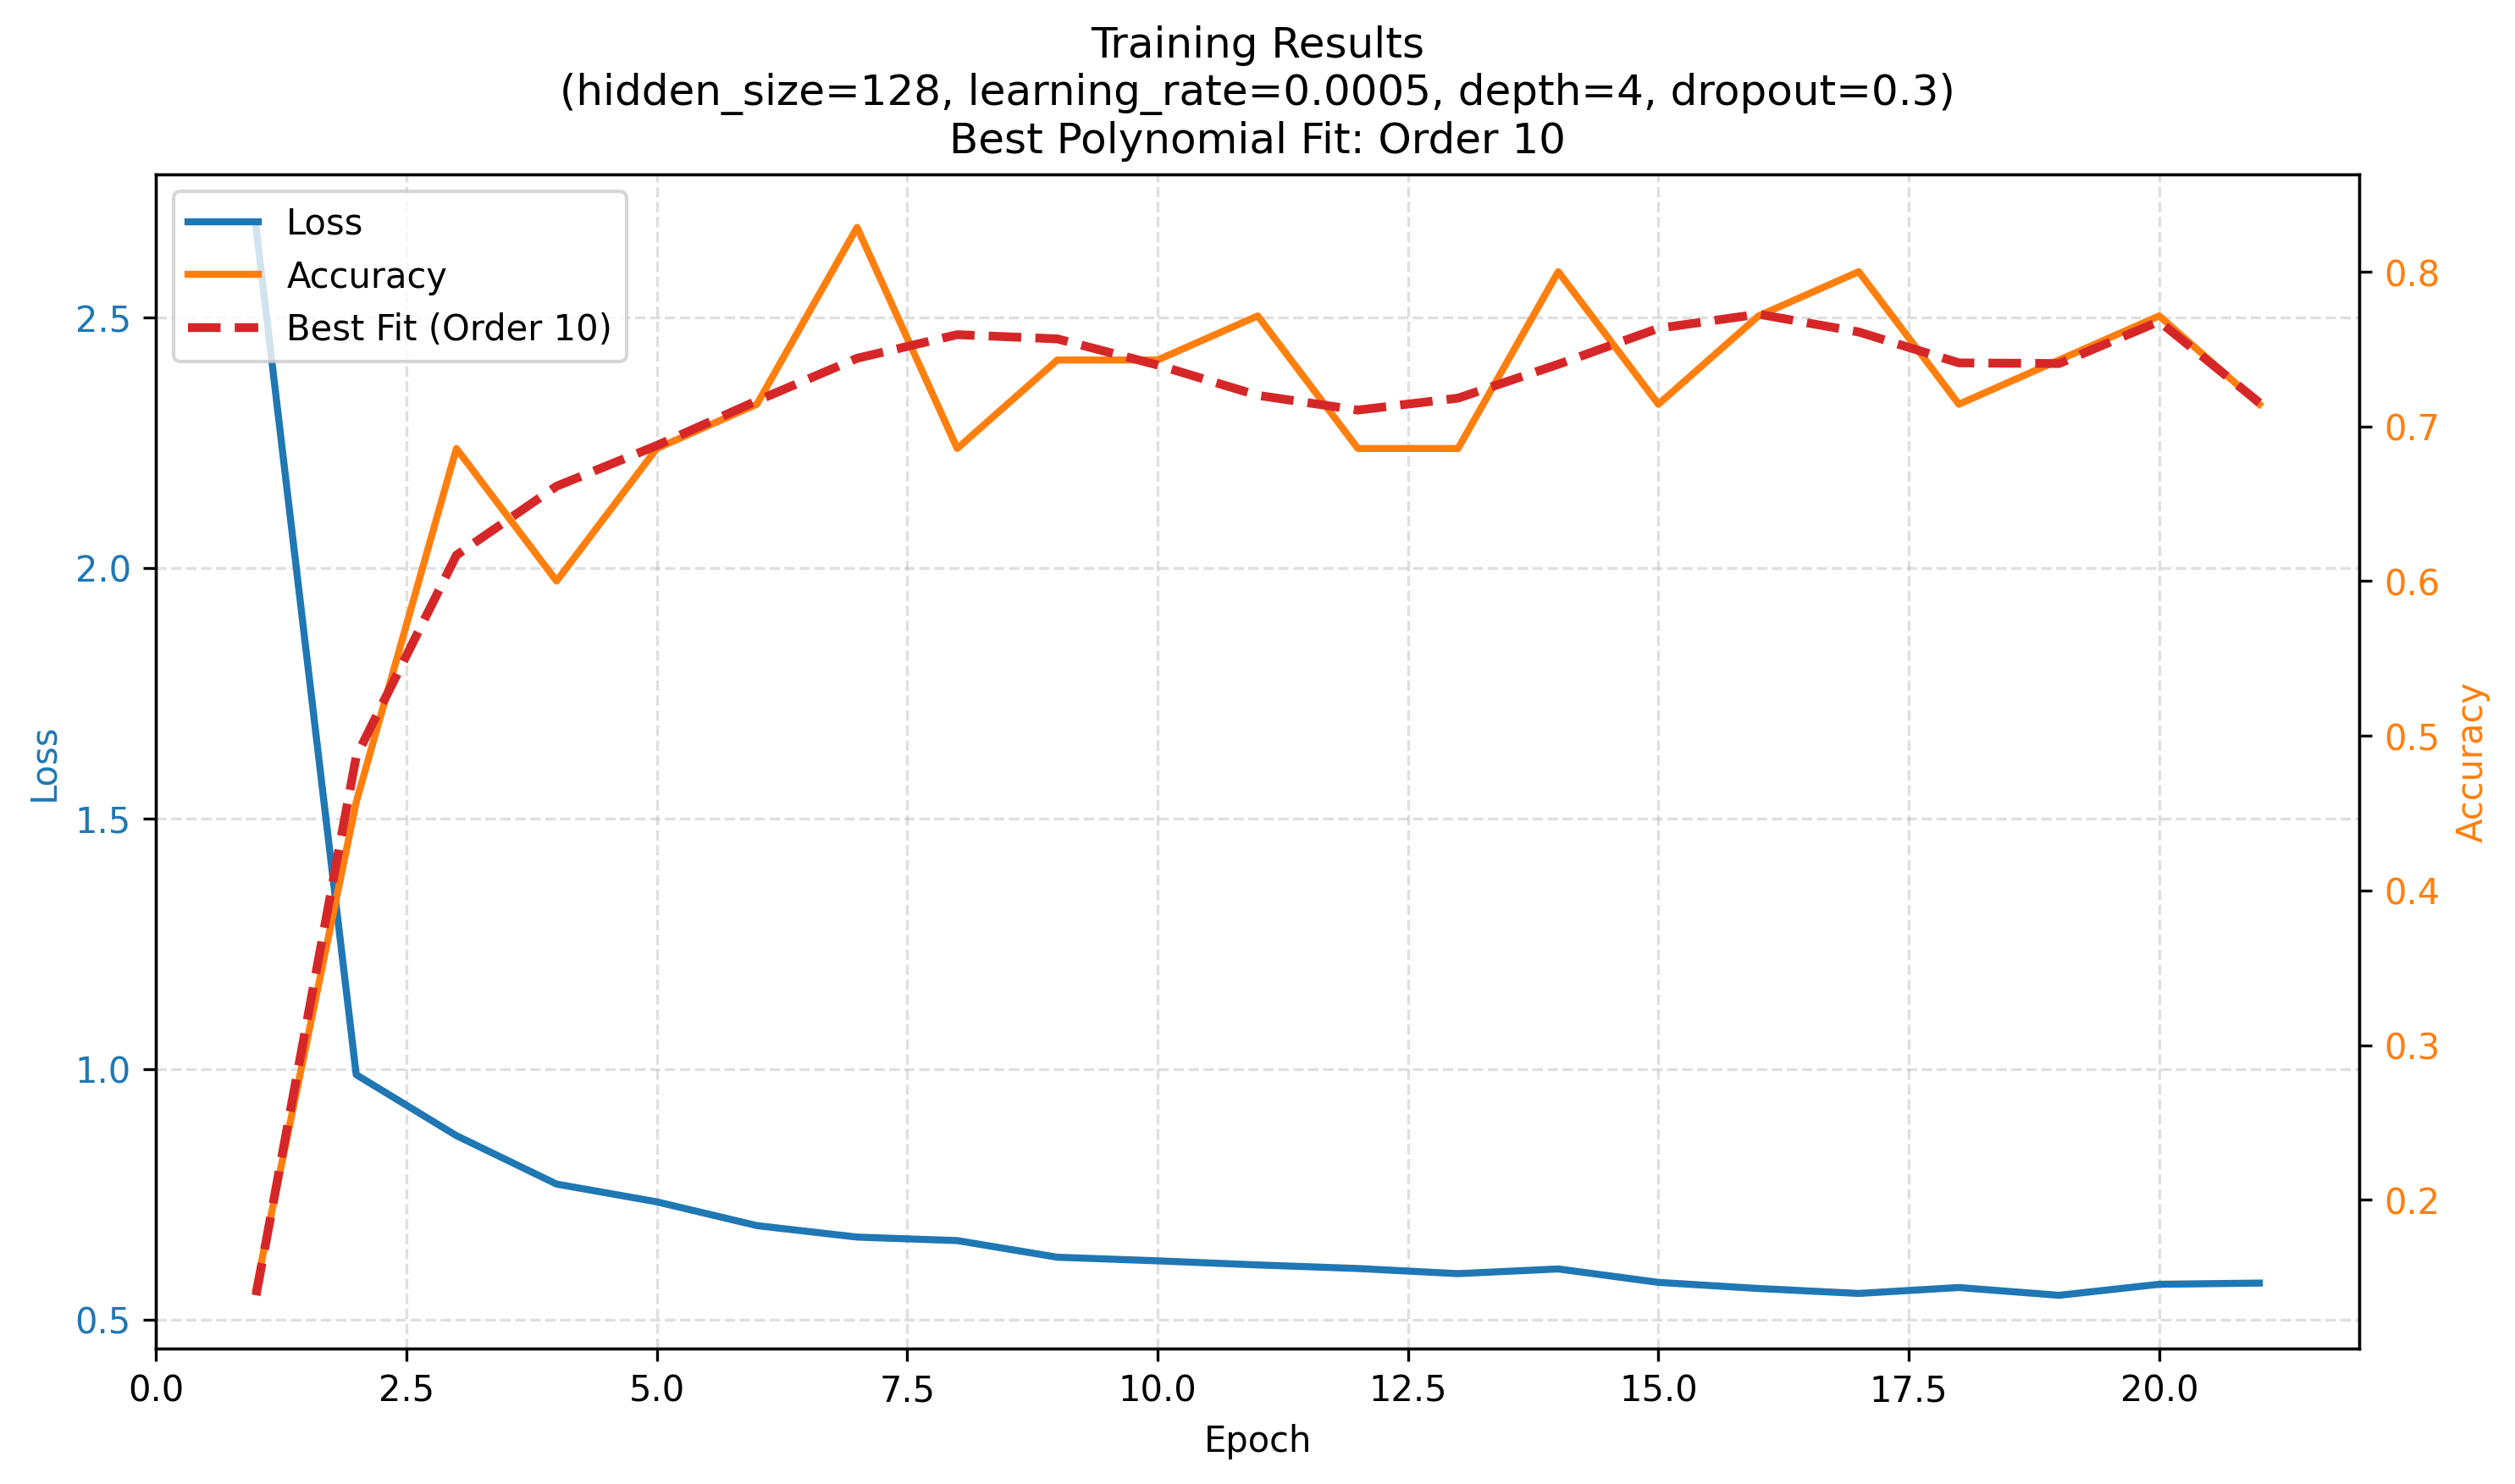 Training Results
(hidden_size=128, learning_rate=0.0005, depth=4, dropout=0.3)
Best Polynomial Fit: Order 10
Loss
Accuracy
Best Fit (Order 10)
2.5
2.0
1.5
1.0
0.5
Loss
0.8
0.7
0.6
0.5
0.4
0.3
0.2
Accuracy
0.0 2.5 5.0 7.5 10.0 12.5 15.0 17.5 20.0
Epoch